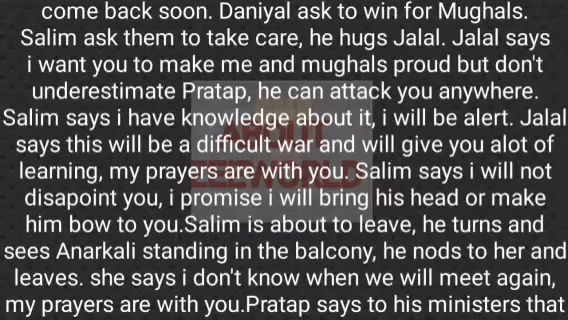 come back soon. Daniyal ask to win for Mughals.
Salim ask them to take care, he hugs Jalal. Jalal says
i want you to make me and mughals proud but don't
underestimate Pratap, he can attack you anywhere.
Salim says i have knowledge about it, i will be alert. Jalal
says this will be a difficult war and will give you alot of
learning, my prayers are with you. Salim says i will not
disapoint you, i promise i will bring his head or make
him bow to you.Salim is about to leave, he turns and
sees Anarkali standing in the balcony, he nods to her and
leaves. she says i don't know when we will meet again,
my prayers are with you.Pratap says to his ministers that